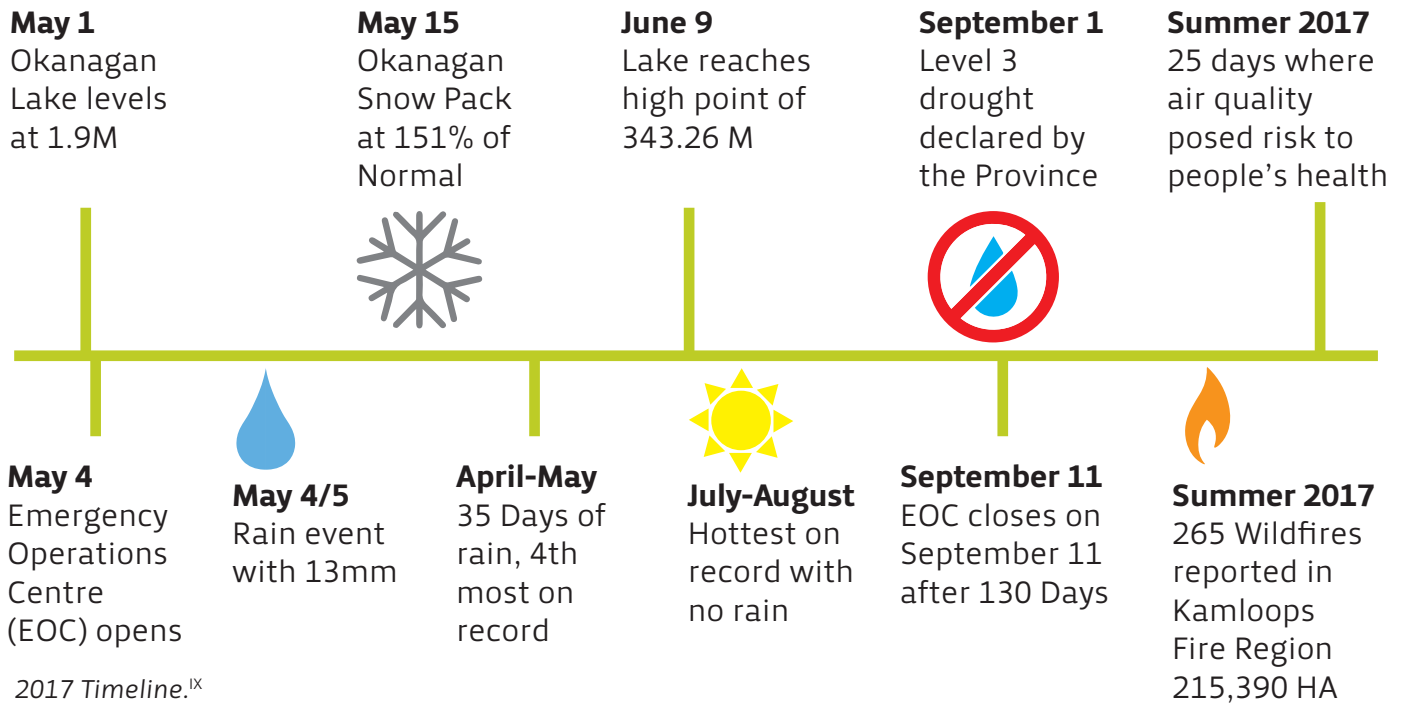 May 1
Okanagan
Lake levels
at 1.9M
May 15
Okanagan
Snow Pack
at 151% of
Normal
June 9
Lake reaches
high point of
343.26 M
September 1
Level 3
drought
declared by
the Province
Summer 2017
25 days where
air quality
posed risk to
people’s health
May 4
Emergency
Operations
Centre
(EOC) opens
May 4/5
Rain event
with 13mm
April-May
35 Days of
rain, 4th
most on
record
July-August
Hottest on
record with
no rain
September 11
EOC closes on
September 11
after 130 Days
Summer 2017
265 Wildfires
reported in
Kamloops
Fire Region
215,390 HA
2017 Timeline.IX